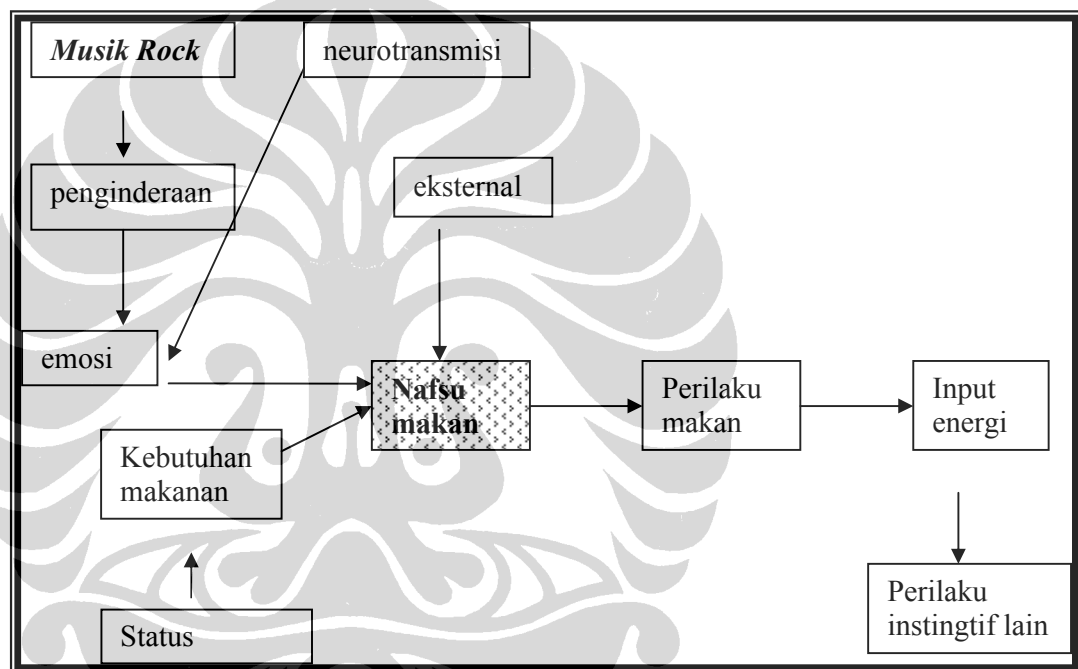 Musik Rock
neurotransmisi
penginderaan
eksternal
emosi
Nafsu
makan
Perilaku
makan
Input
energi
Kebutuhan
makanan
Status
Perilaku
instingtif lain